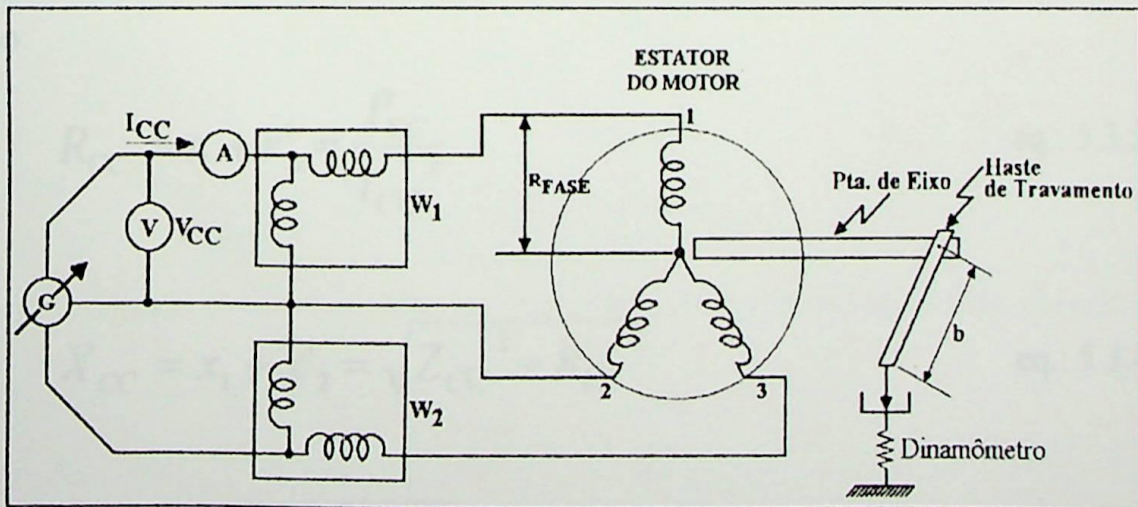 ESTATOR
DO MOTOR
1
I_CC
A
R_FASE
Pta. de Eixo
Haste
de Travamento
W_1
V
V_CC
G
b
2
3
W_2
Dinamômetro